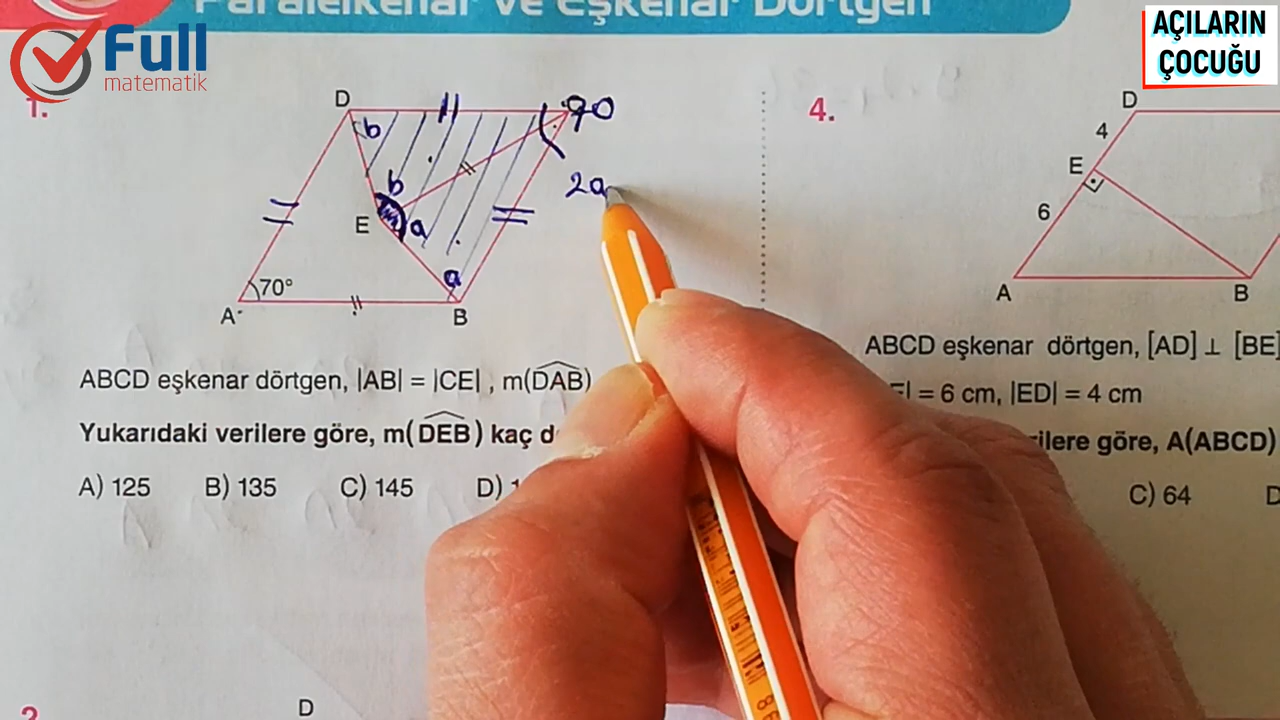 Paralelkenar ve Eşkenar Dörtgen
Full
matematik
AÇILARIN
ÇOCUĞU
1.
D
b
b
E
a
a
70°
A
B
90
2a
ABCD eşkenar dörtgen, |AB| = |CE| , m(DAB)
Yukarıdaki verilere göre, m(DEB) kaç
A) 125 B) 135 C) 145 D)
4.
D
4
E
6
A
B
ABCD eşkenar dörtgen, [AD] ⊥ [BE]
= 6 cm, |ED| = 4 cm
göre, A(ABCD)
C) 64
2.
D